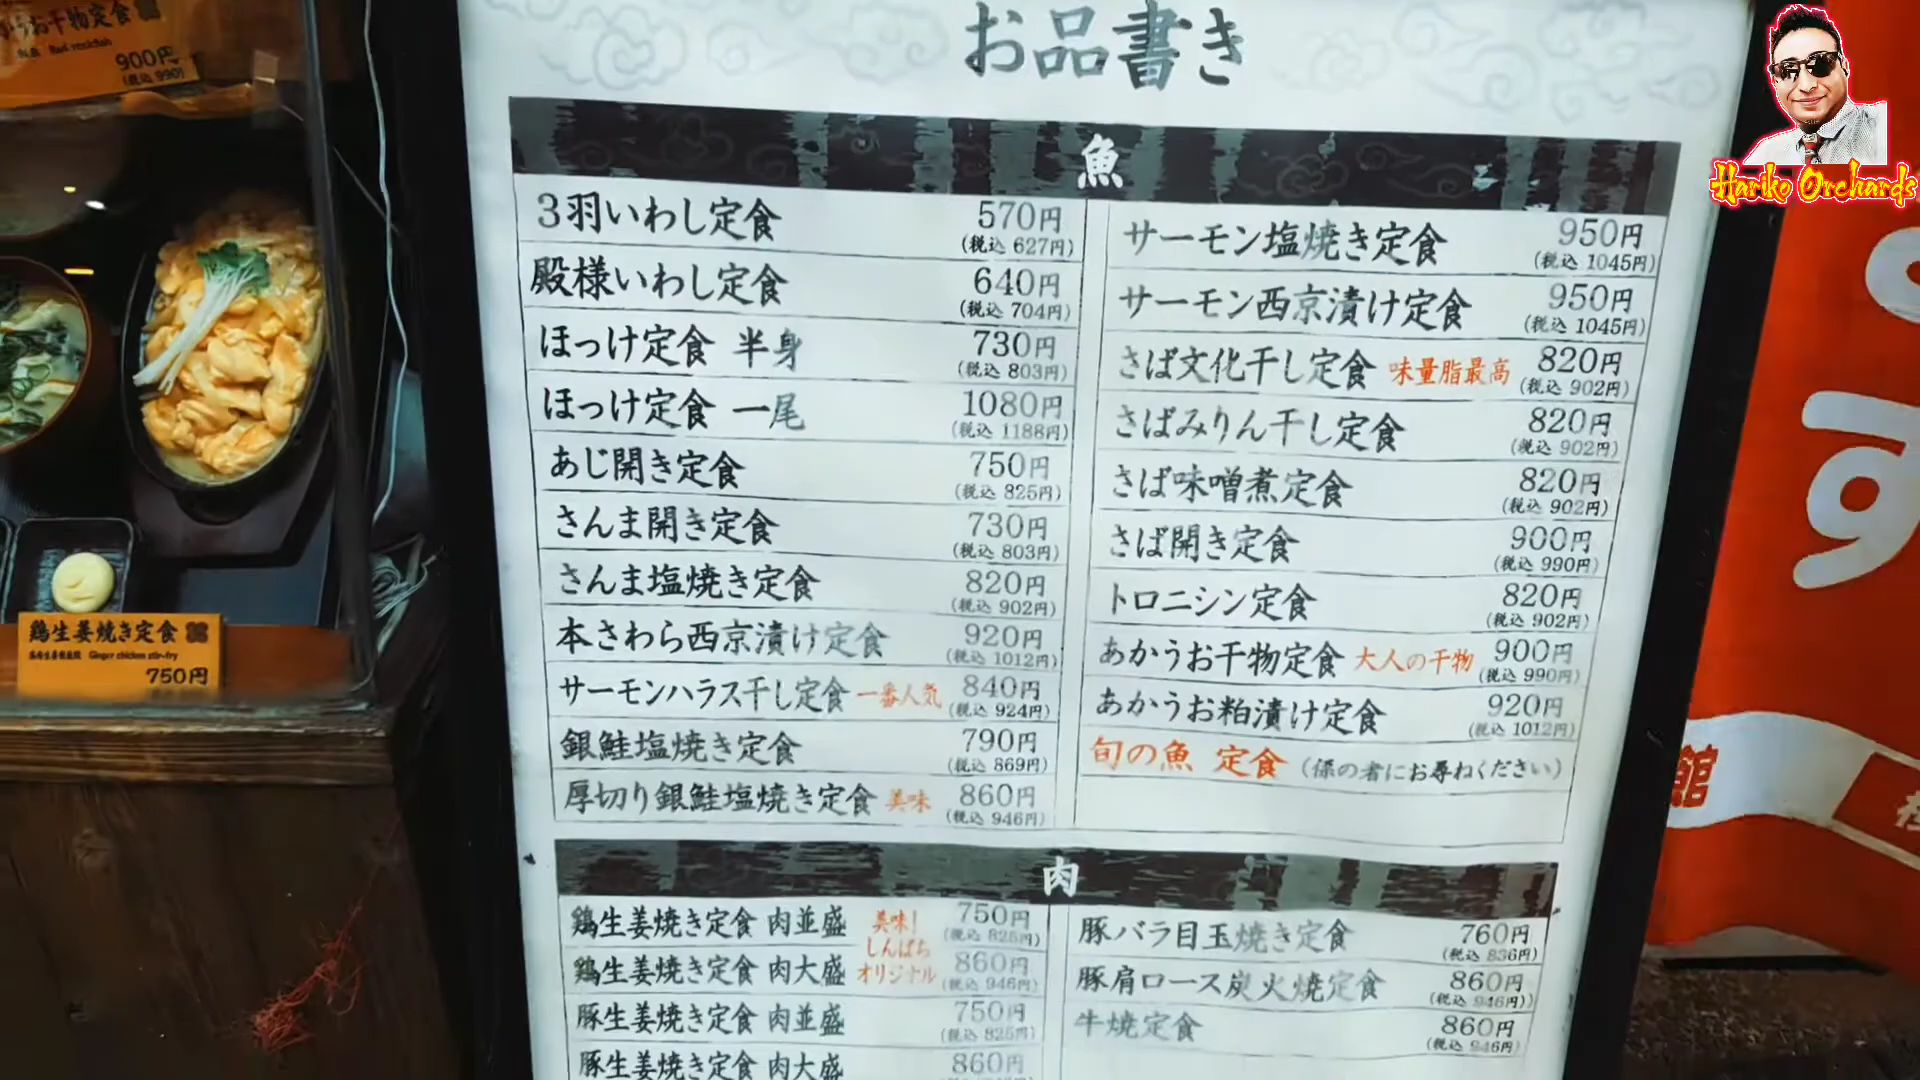 お干物定食
900円
(税込 990)
鶏生姜焼き定食
Ginger chicken stir-fry
750円
お品書き
魚
3羽いわし定食 570円
(税込 627円)
殿様いわし定食 640円
(税込 704円)
ほっけ定食 半身 730円
(税込 803円)
ほっけ定食 一尾 1080円
(税込 1188円)
あじ開き定食 750円
(税込 825円)
さんま開き定食 730円
(税込 803円)
さんま塩焼き定食 820円
(税込 902円)
本さわら西京漬け定食 920円
(税込 1012円)
サーモンハラス干し定食 一番人気 840円
(税込 924円)
銀鮭塩焼き定食 790円
(税込 869円)
厚切り銀鮭塩焼き定食 美味 860円
(税込 946円)
サーモン塩焼き定食 950円
(税込 1045円)
サーモン西京漬け定食 950円
(税込 1045円)
さば文化干し定食 味量脂最高 820円
(税込 902円)
さばみりん干し定食 820円
(税込 902円)
さば味噌煮定食 820円
(税込 902円)
さば開き定食 900円
(税込 990円)
トロニシン定食 820円
(税込 902円)
あかうお干物定食 大人の干物 900円
(税込 990円)
あかうお粕漬け定食 920円
(税込 1012円)
旬の魚 定食 (係の者にお尋ねください)
肉
鶏生姜焼き定食 肉並盛 750円
(税込 825円)
鶏生姜焼き定食 肉大盛 860円
(税込 946円)
美味!
しんぱち
オリジナル
豚生姜焼き定食 肉並盛 750円
(税込 825円)
豚生姜焼き定食 肉大盛 860円
豚バラ目玉焼き定食 760円
(税込 836円)
豚肩ロース炭火焼定食 860円
(税込 946円)
牛焼定食 860円
(税込 946円)
Hariko Orchards
す
館